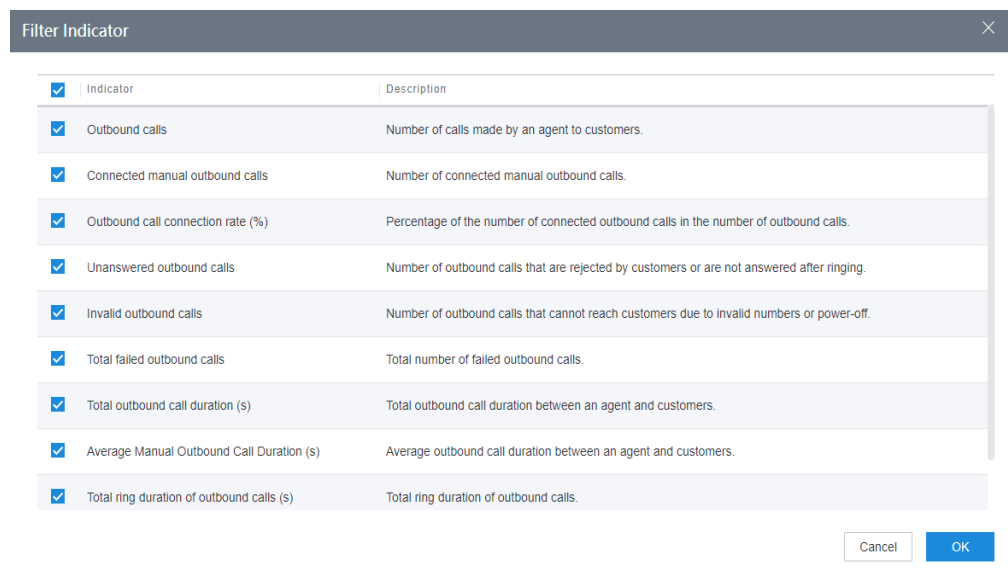 Filter Indicator
Indicator Description
Outbound calls Number of calls made by an agent to customers.
Connected manual outbound calls Number of connected manual outbound calls.
Outbound call connection rate (%) Percentage of the number of connected outbound calls in the number of outbound calls.
Unanswered outbound calls Number of outbound calls that are rejected by customers or are not answered after ringing.
Invalid outbound calls Number of outbound calls that cannot reach customers due to invalid numbers or power-off.
Total failed outbound calls Total number of failed outbound calls.
Total outbound call duration (s) Total outbound call duration between an agent and customers.
Average Manual Outbound Call Duration (s) Average outbound call duration between an agent and customers.
Total ring duration of outbound calls (s) Total ring duration of outbound calls.
Cancel OK